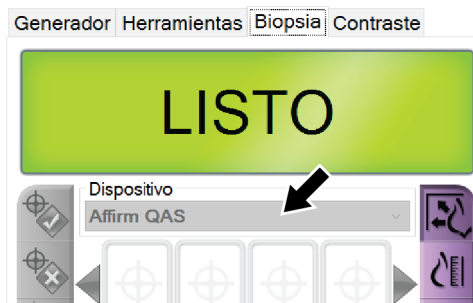 Generador Herramientas Biopsia Contraste
LISTO
Dispositivo
Affirm QAS